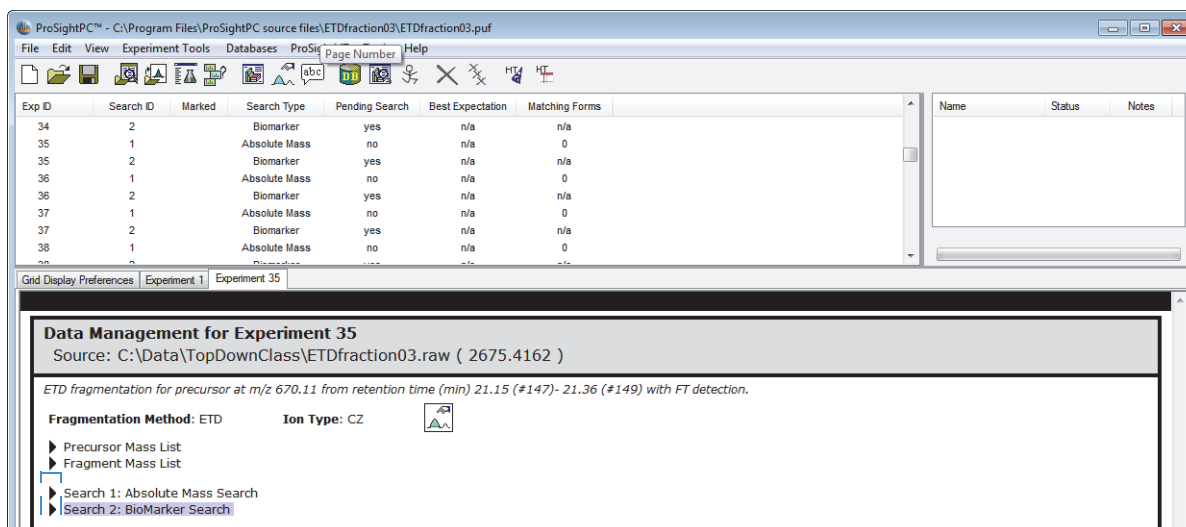 ProSightPC™ - C:\Program Files\ProSightPC source files\ETDfraction03\ETDfraction03.puf
File Edit View Experiment Tools Databases Help
Page Number
abc DB HT HT
Exp ID Search ID Marked Search Type Pending Search Best Expectation Matching Forms Name Status Notes
34 2 Biomarker yes n/a n/a
35 1 Absolute Mass no n/a 0
35 2 Biomarker yes n/a n/a
36 1 Absolute Mass no n/a 0
36 2 Biomarker yes n/a n/a
37 1 Absolute Mass no n/a 0
37 2 Biomarker yes n/a n/a
38 1 Absolute Mass no n/a 0
Grid Display Preferences Experiment 1 Experiment 35
Data Management for Experiment 35
Source: C:\Data\TopDownClass\ETDfraction03.raw ( 2675.4162 )
ETD fragmentation for precursor at m/z 670.11 from retention time (min) 21.15 (#147)- 21.36 (#149) with FT detection.
Fragmentation Method: ETD Ion Type: CZ
Precursor Mass List
Fragment Mass List
Search 1: Absolute Mass Search
Search 2: BioMarker Search